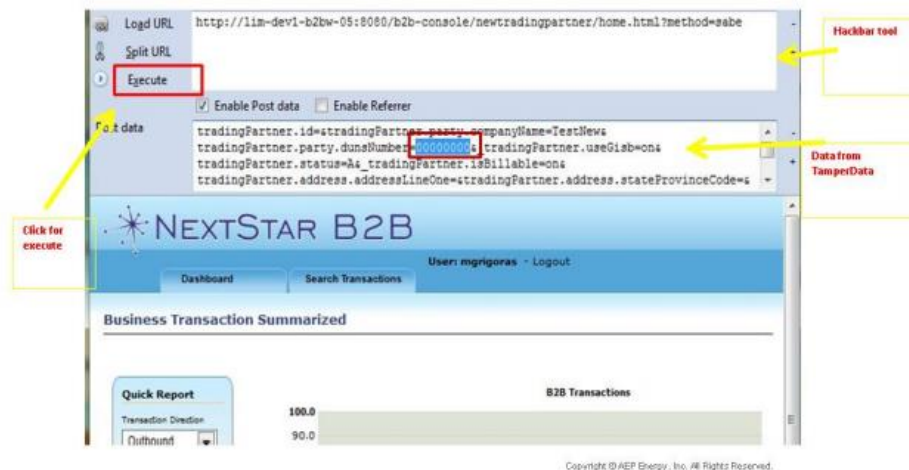 Load URL
http://lim-dev1-b2bw-05:8080/b2b-console/newtradingpartner/home.html?method=sabe
Split URL
Execute
Enable Post data
Enable Referrer
Post data
tradingPartner.id=&tradingPartner.party.companyName=TestNew&
tradingPartner.party.dunsNumber=00000000&_tradingPartner.useGisb=on&
tradingPartner.status=A&_tradingPartner.isBillable=on&
tradingPartner.address.addressLineOne=&tradingPartner.address.stateProvinceCode=&
Hackbar tool
Data from
TamperData
Click for
execute
NEXTSTAR B2B
User: mgrigoras - Logout
Dashboard
Search Transactions
Business Transaction Summarized
Quick Report
Transaction Direction
Outbound
B2B Transactions
100.0
90.0
Copyright © AEP Energy, Inc. All Rights Reserved.